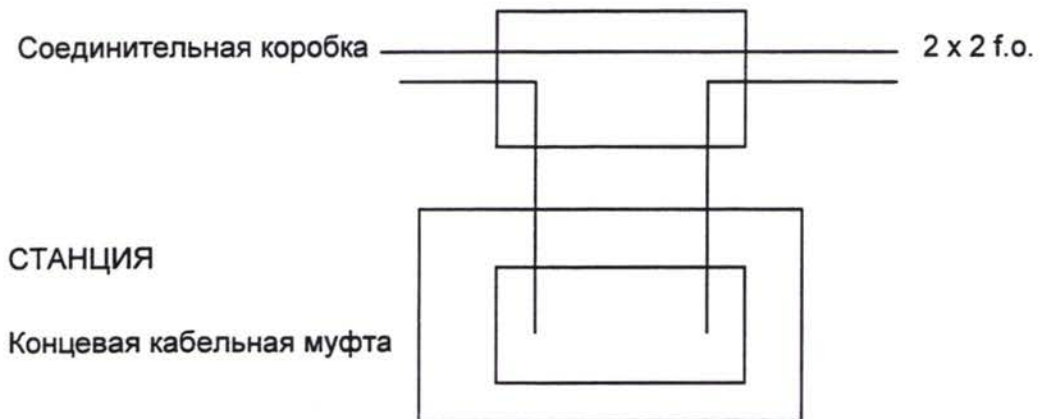 Соединительная коробка
2 x 2 f.o.
СТАНЦИЯ
Концевая кабельная муфта